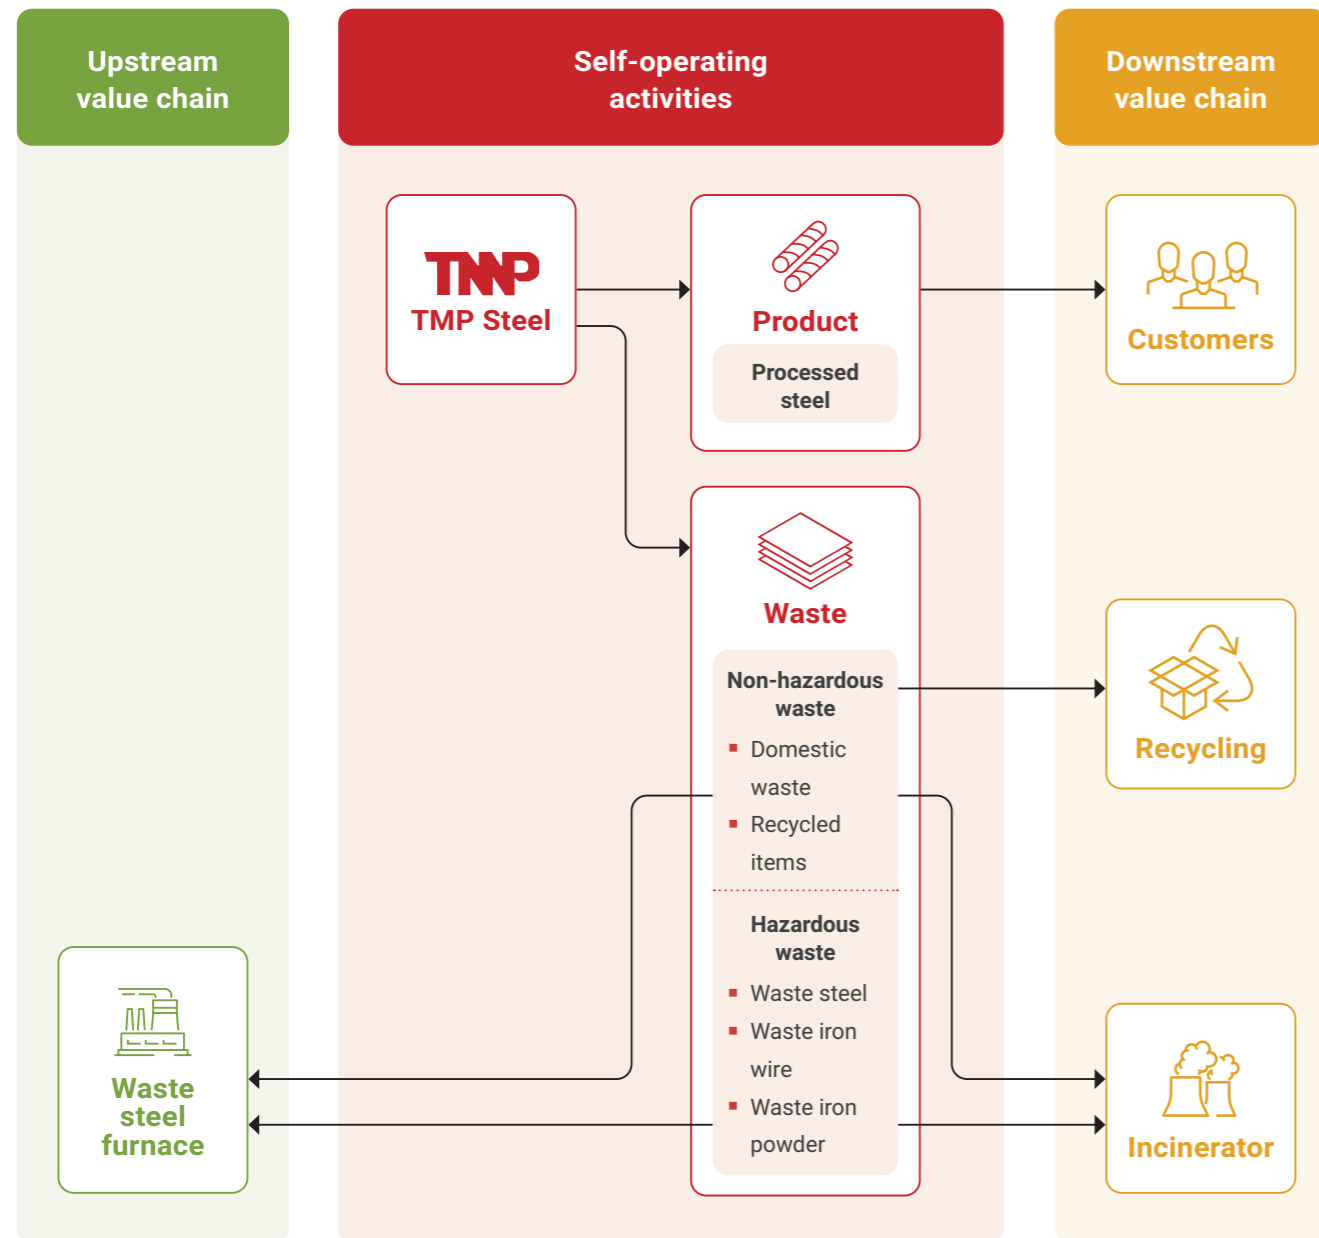 Upstream
value chain
Self-operating
activities
Downstream
value chain
TMP
TMP Steel
Product
Processed
steel
Customers
Waste
Non-hazardous
waste
Domestic
waste
Recycled
items
Hazardous
waste
Waste steel
Waste iron
wire
Waste iron
powder
Recycling
Waste
steel
furnace
Incinerator